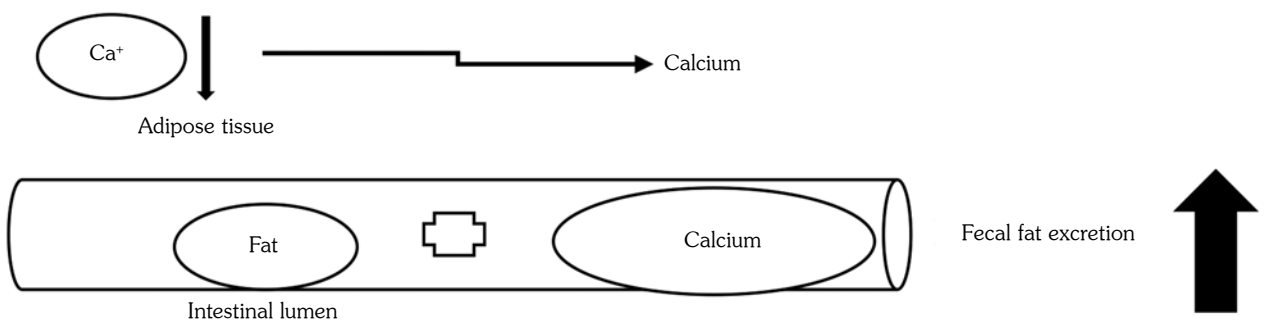 Ca⁺
Calcium
Adipose tissue
Fat
Calcium
Fecal fat excretion
Intestinal lumen